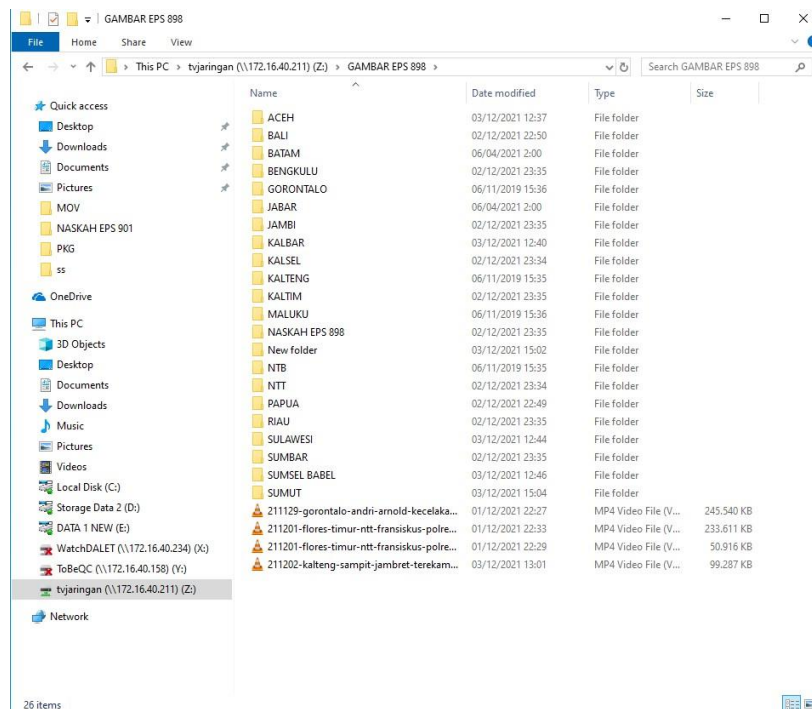 GAMBAR EPS 898
File Home Share View
This PC > tvjaringan (\\172.16.40.211) (Z:) > GAMBAR EPS 898 >
Search GAMBAR EPS 898
Quick access
Desktop
Downloads
Documents
Pictures
MOV
NASKAH EPS 901
PKG
ss
OneDrive
This PC
3D Objects
Desktop
Documents
Downloads
Music
Pictures
Videos
Local Disk (C:)
Storage Data 2 (D:)
DATA 1 NEW (E:)
WatchDALET (\\172.16.40.234) (X:)
ToBeQC (\\172.16.40.158) (Y:)
tvjaringan (\\172.16.40.211) (Z:)
Network
Name Date modified Type Size
ACEH 03/12/2021 12:37 File folder
BALI 02/12/2021 22:50 File folder
BATAM 06/04/2021 2:00 File folder
BENGKULU 02/12/2021 23:35 File folder
GORONTALO 06/11/2019 15:36 File folder
JABAR 06/04/2021 2:00 File folder
JAMBI 02/12/2021 23:35 File folder
KALBAR 03/12/2021 12:40 File folder
KALSEL 02/12/2021 23:34 File folder
KALTENG 06/11/2019 15:35 File folder
KALTIM 02/12/2021 23:35 File folder
MALUKU 06/11/2019 15:36 File folder
NASKAH EPS 898 02/12/2021 23:35 File folder
New folder 03/12/2021 15:02 File folder
NTB 06/11/2019 15:35 File folder
NTT 02/12/2021 23:34 File folder
PAPUA 02/12/2021 22:49 File folder
RIAU 02/12/2021 23:35 File folder
SULAWESI 03/12/2021 12:44 File folder
SUMBAR 02/12/2021 23:35 File folder
SUMSEL BABEL 03/12/2021 12:46 File folder
SUMUT 03/12/2021 15:04 File folder
211129-gorontalo-andri-arnold-kecelaka... 01/12/2021 22:27 MP4 Video File (V... 245.540 KB
211201-flores-timur-ntt-fransiskus-polre... 01/12/2021 22:33 MP4 Video File (V... 233.611 KB
211201-flores-timur-ntt-fransiskus-polre... 01/12/2021 22:29 MP4 Video File (V... 50.916 KB
211202-kalteng-sampit-jambret-terekam... 03/12/2021 13:01 MP4 Video File (V... 99.287 KB
26 items